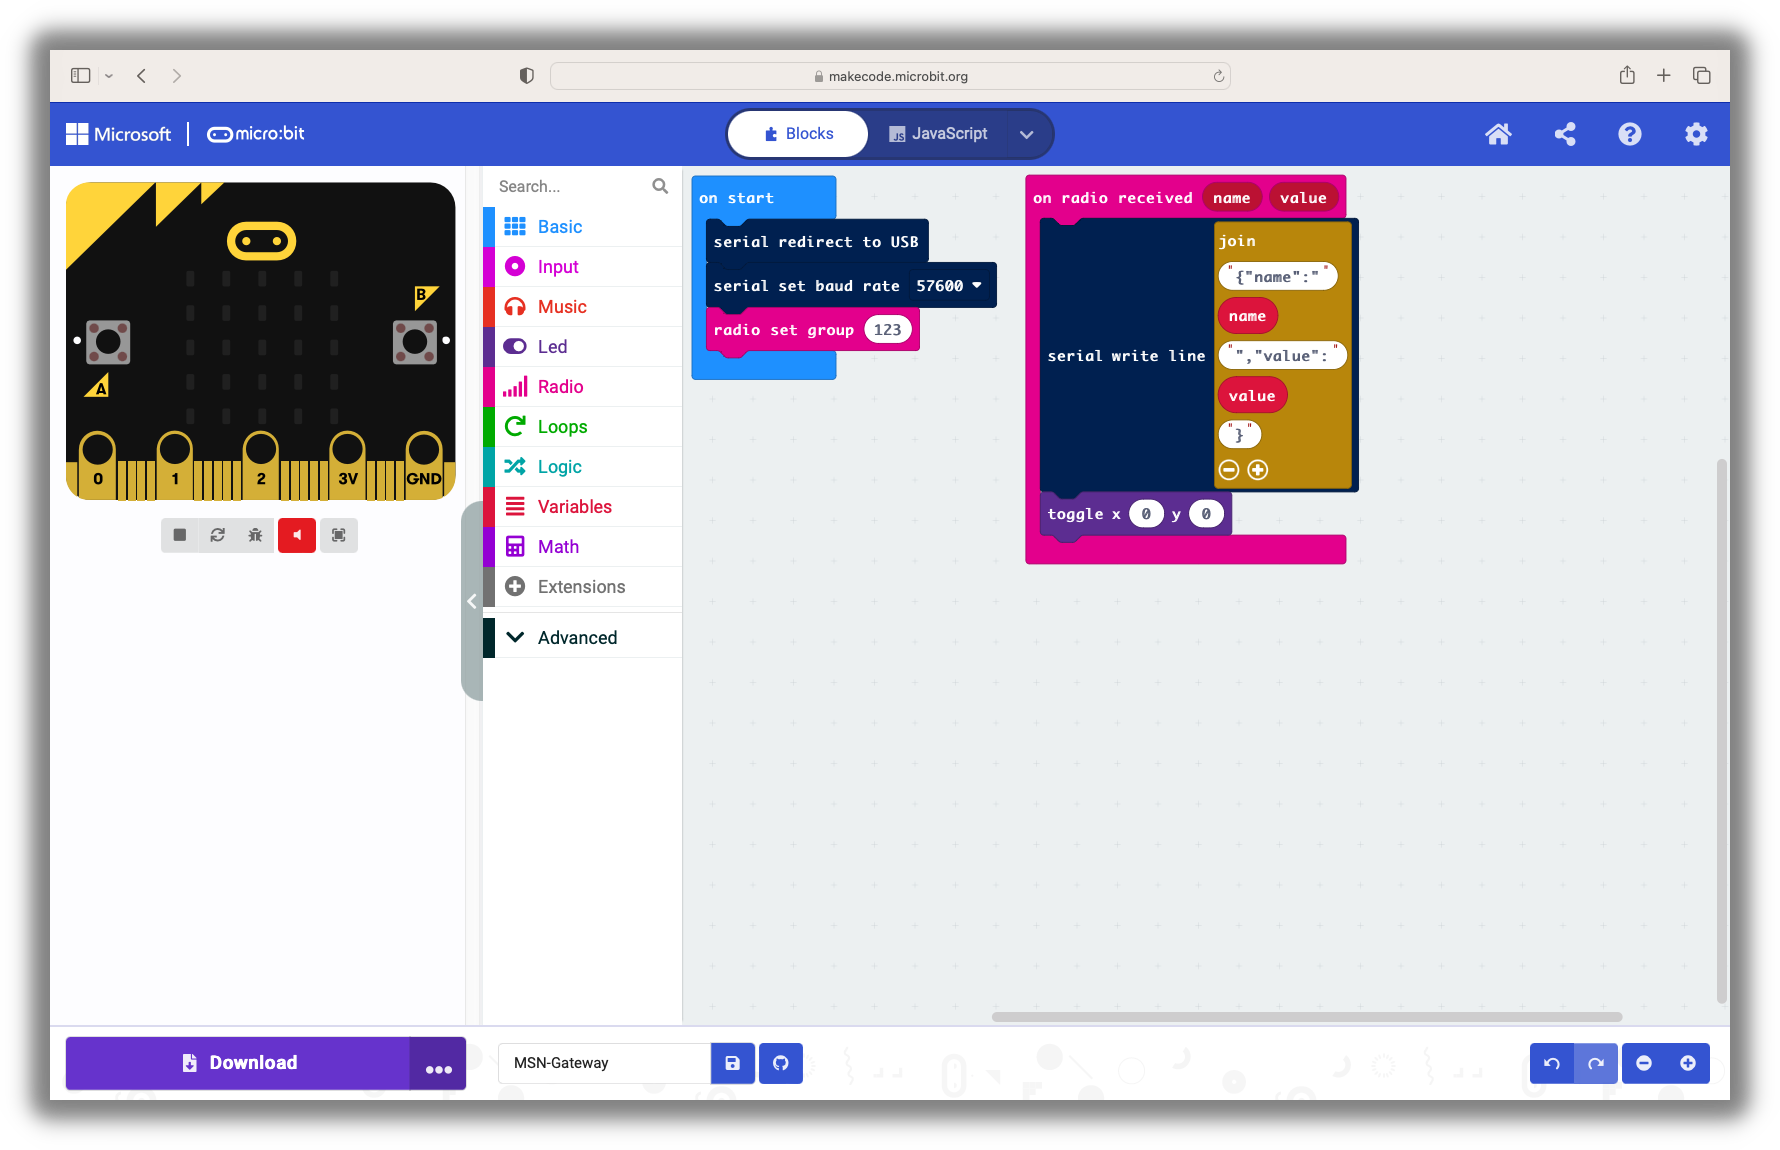 makecode.microbit.org
Microsoft
micro:bit
Blocks
JS JavaScript
B
A
0 1 2 3V GND
Search...
Basic
Input
Music
Led
Radio
Loops
Logic
Variables
Math
Extensions
Advanced
on start
serial redirect to USB
serial set baud rate 57600
radio set group 123
on radio received name value
serial write line
join
"{"name":""
name
"","value":"
value
"}"
toggle x 0 y 0
Download
MSN-Gateway